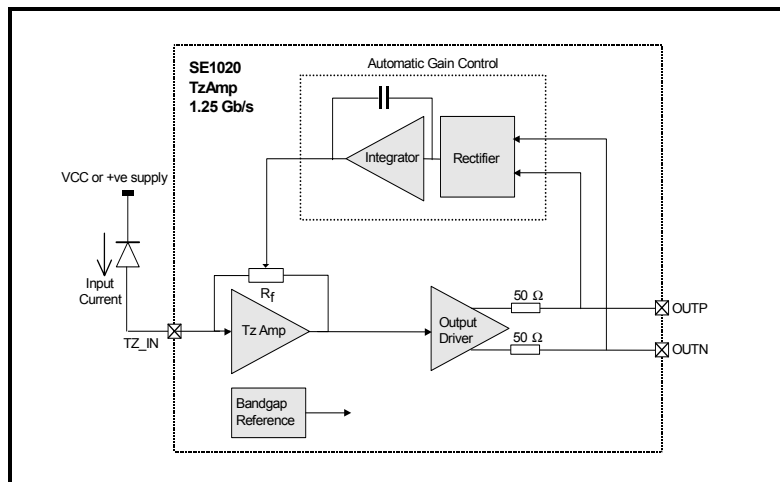 SE1020
TzAmp
1.25 Gb/s
Automatic Gain Control
Integrator
Rectifier
VCC or +ve supply
Input
Current
Rf
50 Ω
OUTP
Tz Amp
Output
Driver
TZ_IN
50 Ω
OUTN
Bandgap
Reference